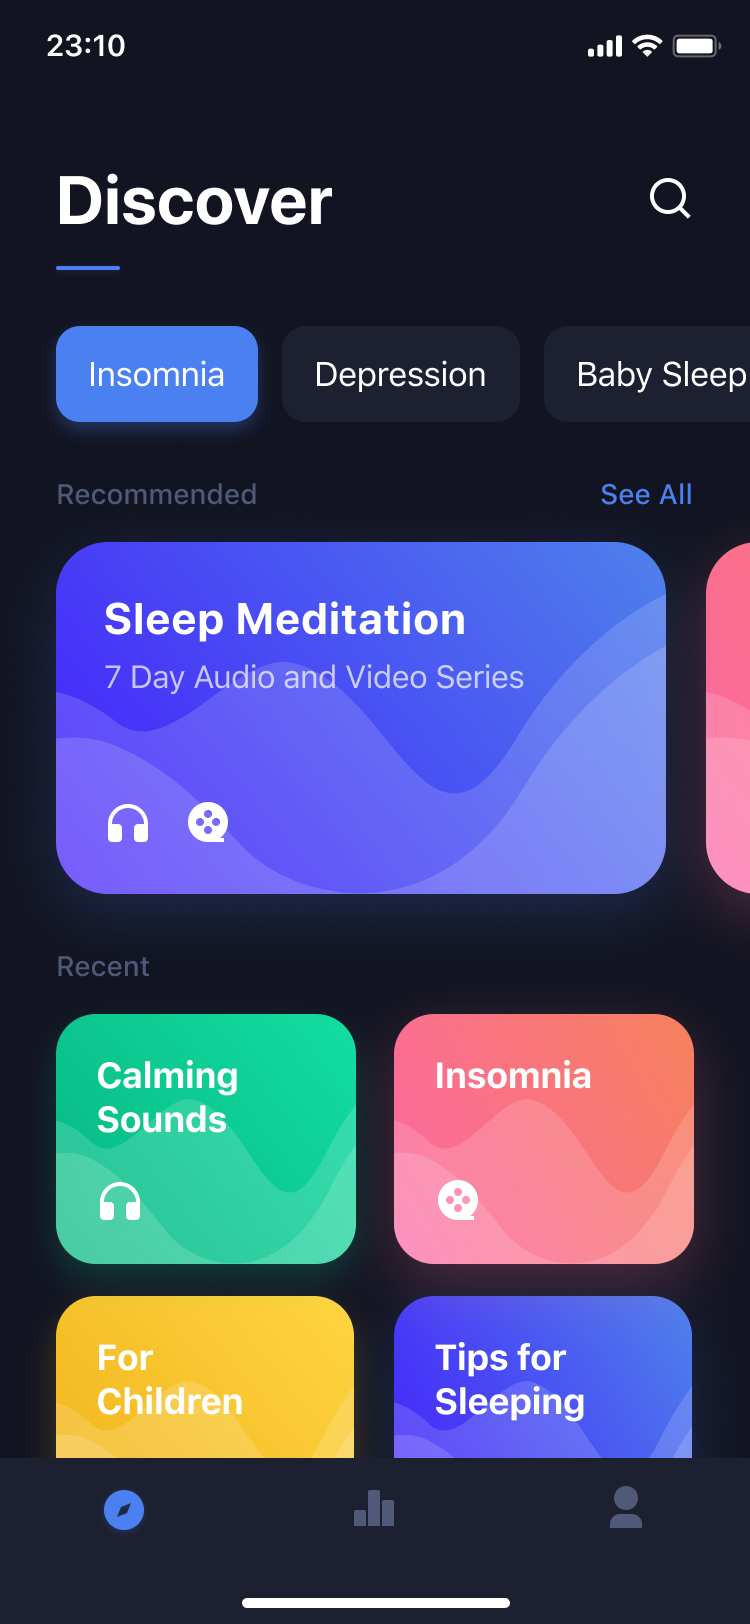 23:10
Discover
Insomnia
Depression
Baby Sleep
Recommended
See All
Sleep Meditation
7 Day Audio and Video Series
Recent
Calming
Sounds
Insomnia
For
Children
Tips for
Sleeping